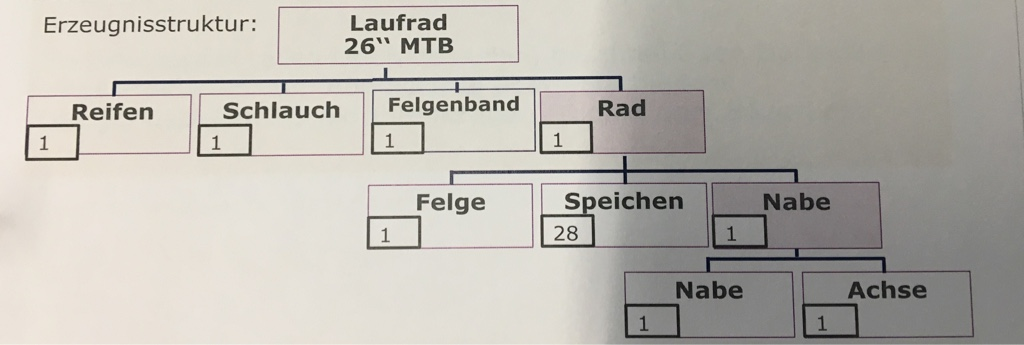 Erzeugnisstruktur:
Laufrad
26“ MTB
Reifen
1
Schlauch
1
Felgenband
1
Rad
1
Felge
1
Speichen
28
Nabe
1
Nabe
1
Achse
1